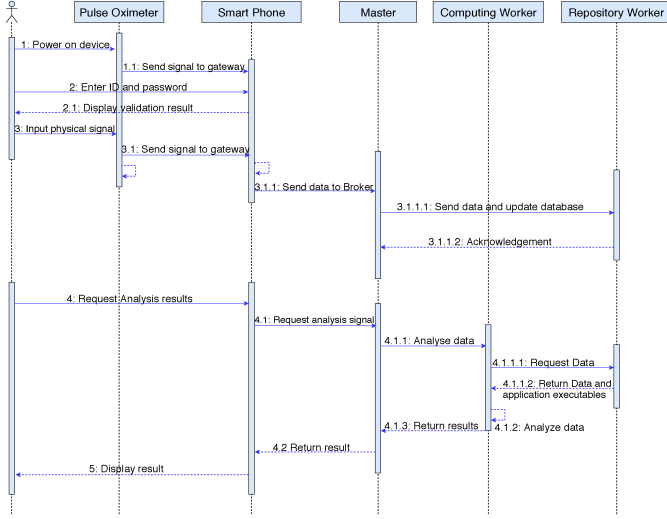 Pulse Oximeter
Smart Phone
Master
Computing Worker
Repository Worker
1: Power on device
1.1: Send signal to gateway
2: Enter ID and password
2.1: Display validation result
3: Input physical signal
3.1: Send signal to gateway
3.1.1: Send data to Broker
3.1.1.1: Send data and update database
3.1.1.2: Acknowledgement
4: Request Analysis results
4.1: Request analysis signal
4.1.1: Analyse data
4.1.1.1: Request Data
4.1.1.2: Return Data and
application executables
4.1.3: Return results
4.1.2: Analyze data
4.2 Return result
5: Display result